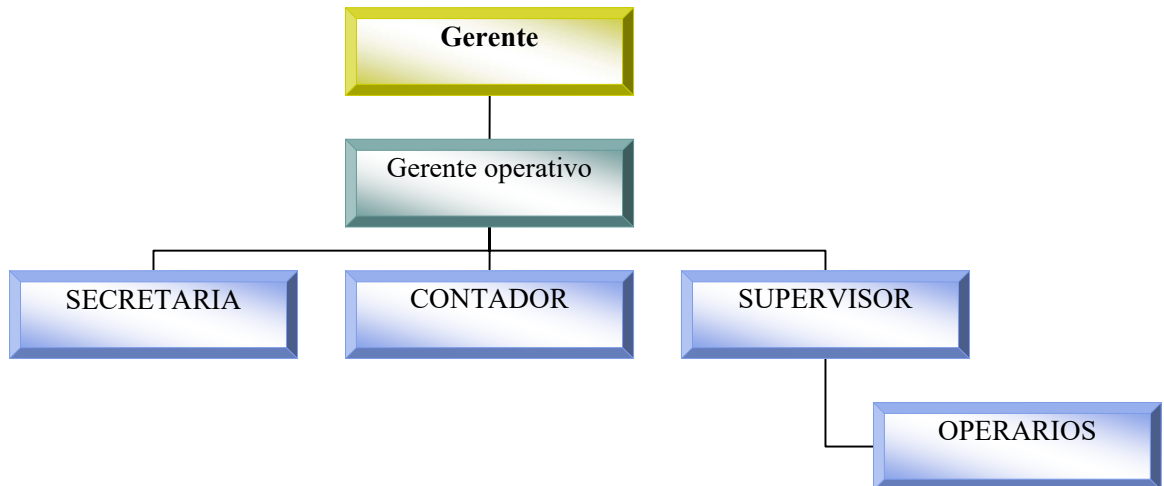 Gerente
Gerente operativo
SECRETARIA
CONTADOR
SUPERVISOR
OPERARIOS